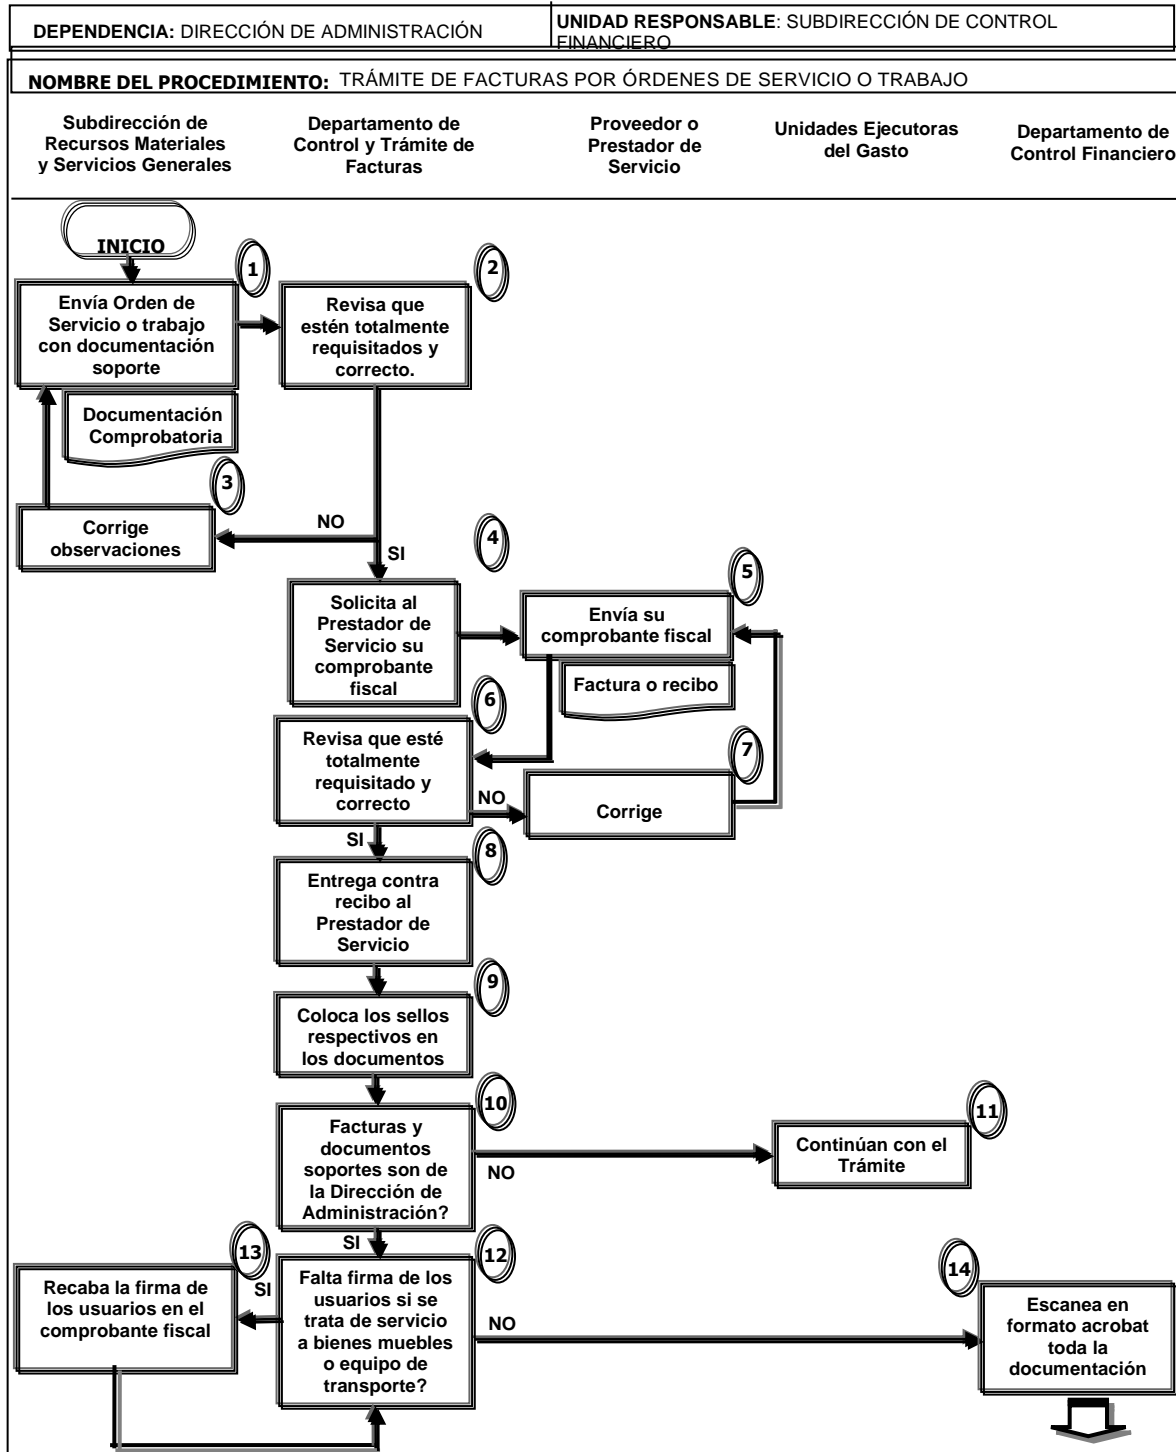 DEPENDENCIA: DIRECCIÓN DE ADMINISTRACIÓN
UNIDAD RESPONSABLE: SUBDIRECCIÓN DE CONTROL
FINANCIERO
NOMBRE DEL PROCEDIMIENTO: TRÁMITE DE FACTURAS POR ÓRDENES DE SERVICIO O TRABAJO
Subdirección de
Recursos Materiales
y Servicios Generales
Departamento de
Control y Trámite de
Facturas
Proveedor o
Prestador de
Servicio
Unidades Ejecutoras
del Gasto
Departamento de
Control Financiero
INICIO
1
Envía Orden de
Servicio o trabajo
con documentación
soporte
Documentación
Comprobatoria
2
Revisa que
estén totalmente
requisitados y
correcto.
3
Corrige
observaciones
NO
SI
4
Solicita al
Prestador de
Servicio su
comprobante
fiscal
5
Envía su
comprobante fiscal
Factura o recibo
6
Revisa que esté
totalmente
requisitado y
correcto
NO
7
Corrige
SI
8
Entrega contra
recibo al
Prestador de
Servicio
9
Coloca los sellos
respectivos en
los documentos
10
Facturas y
documentos
soportes son de
la Dirección de
Administración?
NO
11
Continúan con el
Trámite
SI
12
Falta firma de los
usuarios si se
trata de servicio
a bienes muebles
o equipo de
transporte?
SI
13
Recaba la firma de
los usuarios en el
comprobante fiscal
NO
14
Escanea en
formato acrobat
toda la
documentación